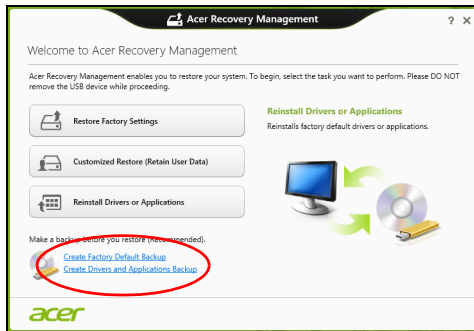 Acer Recovery Management
? X
Welcome to Acer Recovery Management
Acer Recovery Management enables you to restore your system. To begin, select the task you want to perform. Please DO NOT
remove the USB device while proceeding.
Restore Factory Settings
Customized Restore (Retain User Data)
Reinstall Drivers or Applications
Reinstall Drivers or Applications
Reinstalls factory default drivers or applications.
Make a backup before you restore (Recommended).
Create Factory Default Backup
Create Drivers and Applications Backup
acer